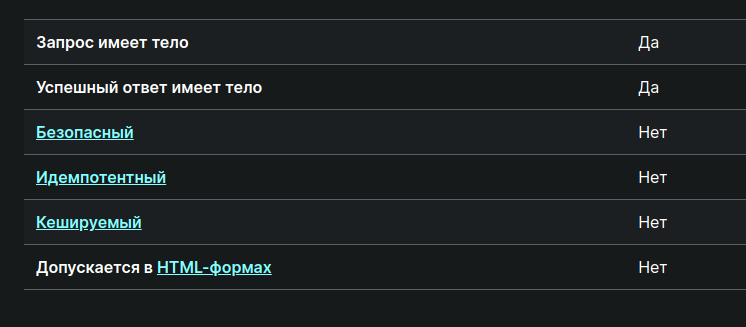 Запрос имеет тело Да
Успешный ответ имеет тело Да
Безопасный Нет
Идемпотентный Нет
Кешируемый Нет
Допускается в HTML-формах Нет